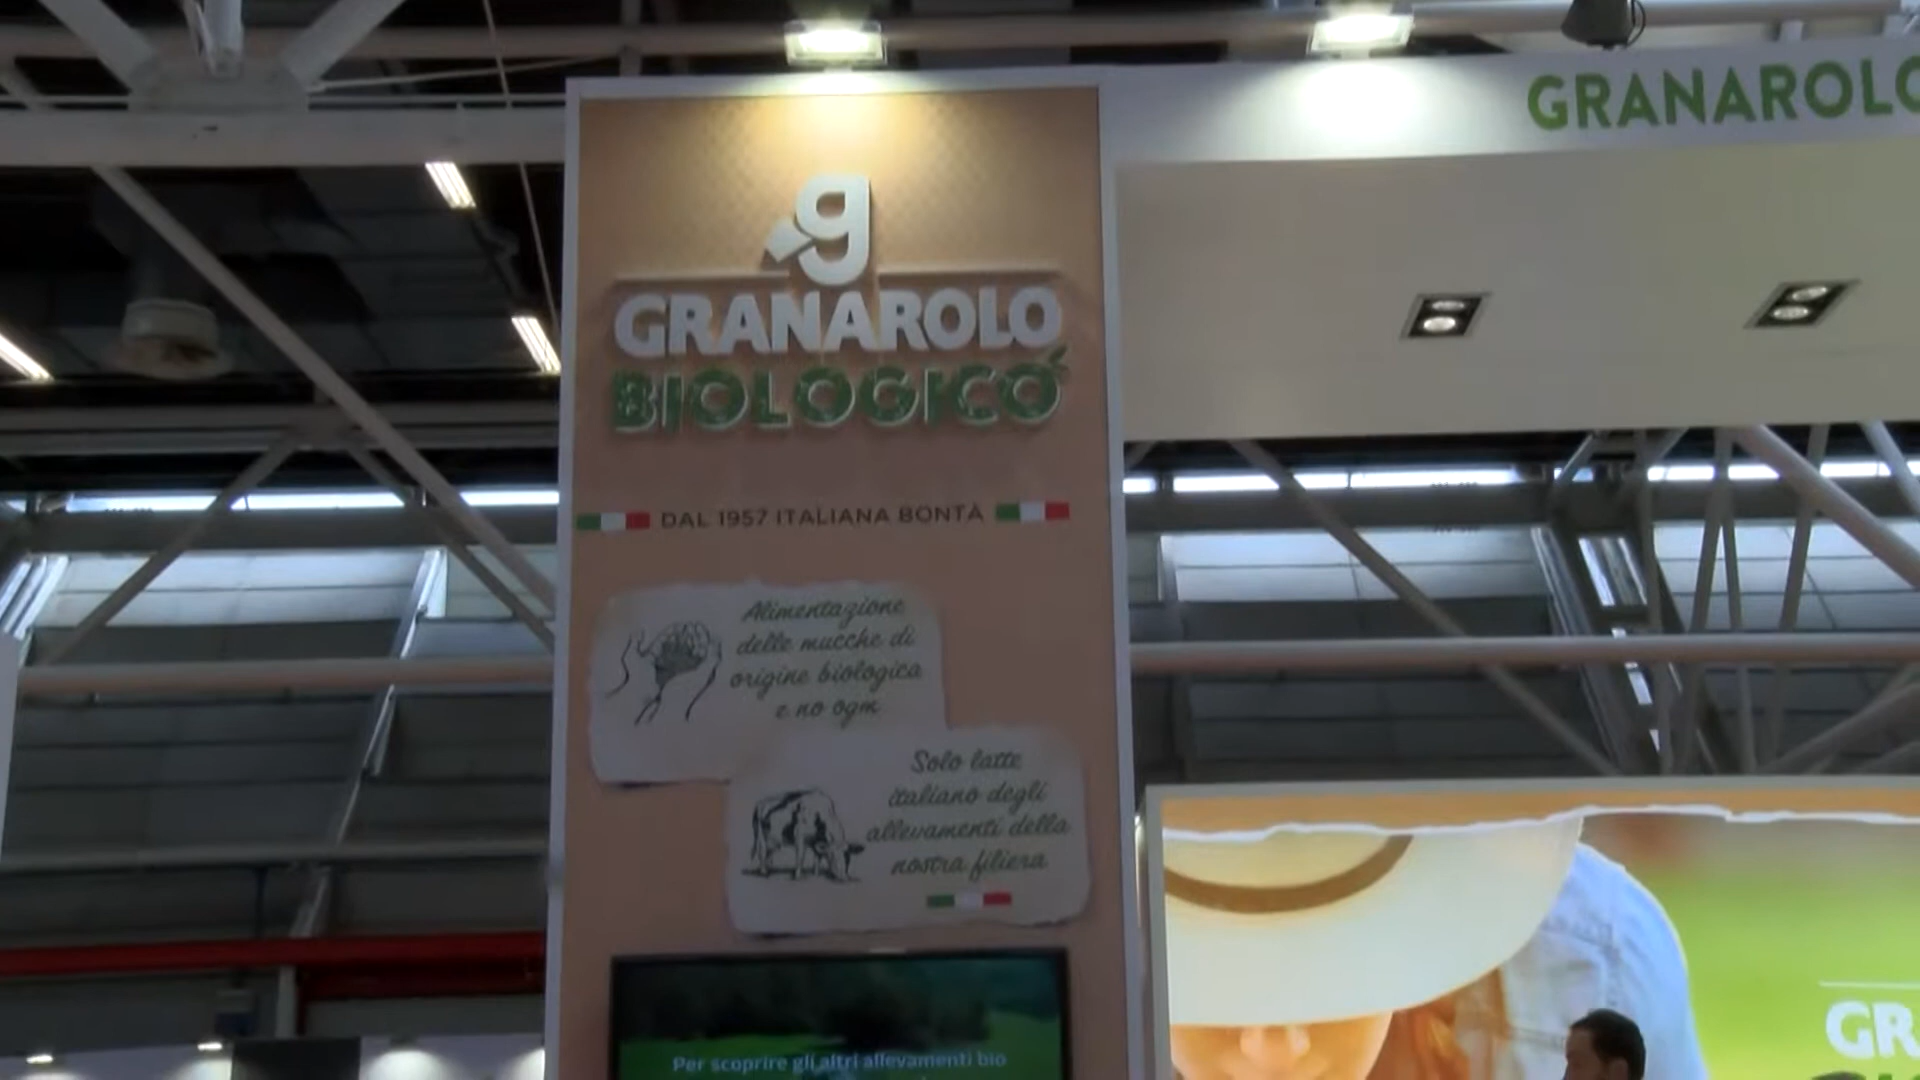 g
GRANAROLO
BIOLOGICO
DAL 1957 ITALIANA BONTÀ
Alimentazione
delle mucche di
origine biologica
e no ogm
Solo latte
italiano degli
allevamenti della
nostra filiera
Per scoprire gli altri allevamenti bio
GRANAROLO
GR